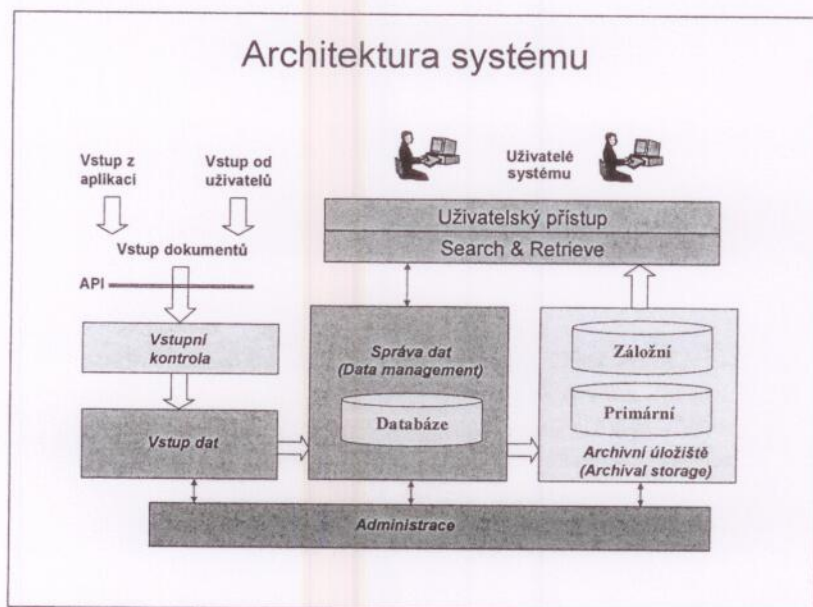 Architektura systému
Vstup z
aplikací
Vstup od
uživatelů
Uživatelé
systému
Vstup dokumentů
API
Uživatelský přístup
Search & Retrieve
Vstupní
kontrola
Vstup dat
Správa dat
(Data management)
Databáze
Záložní
Primární
Archivní úložiště
(Archival storage)
Administrace